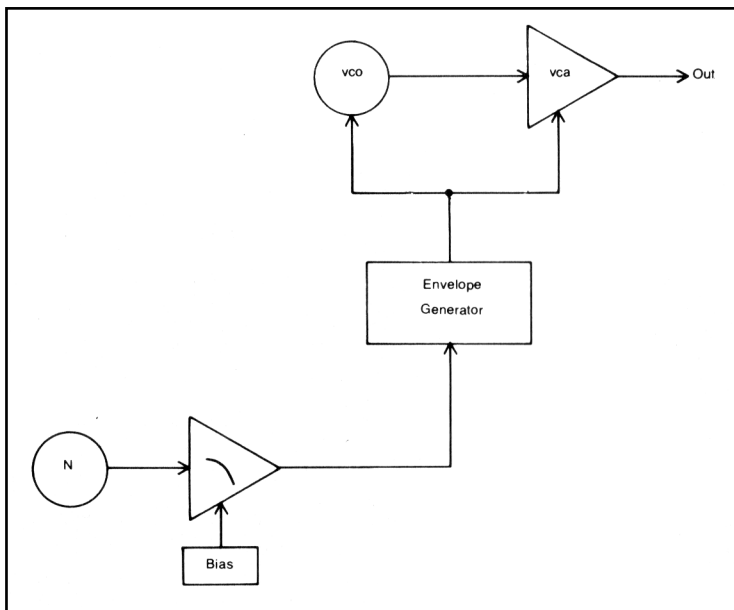 vco
vca
Out
Envelope
Generator
N
Bias